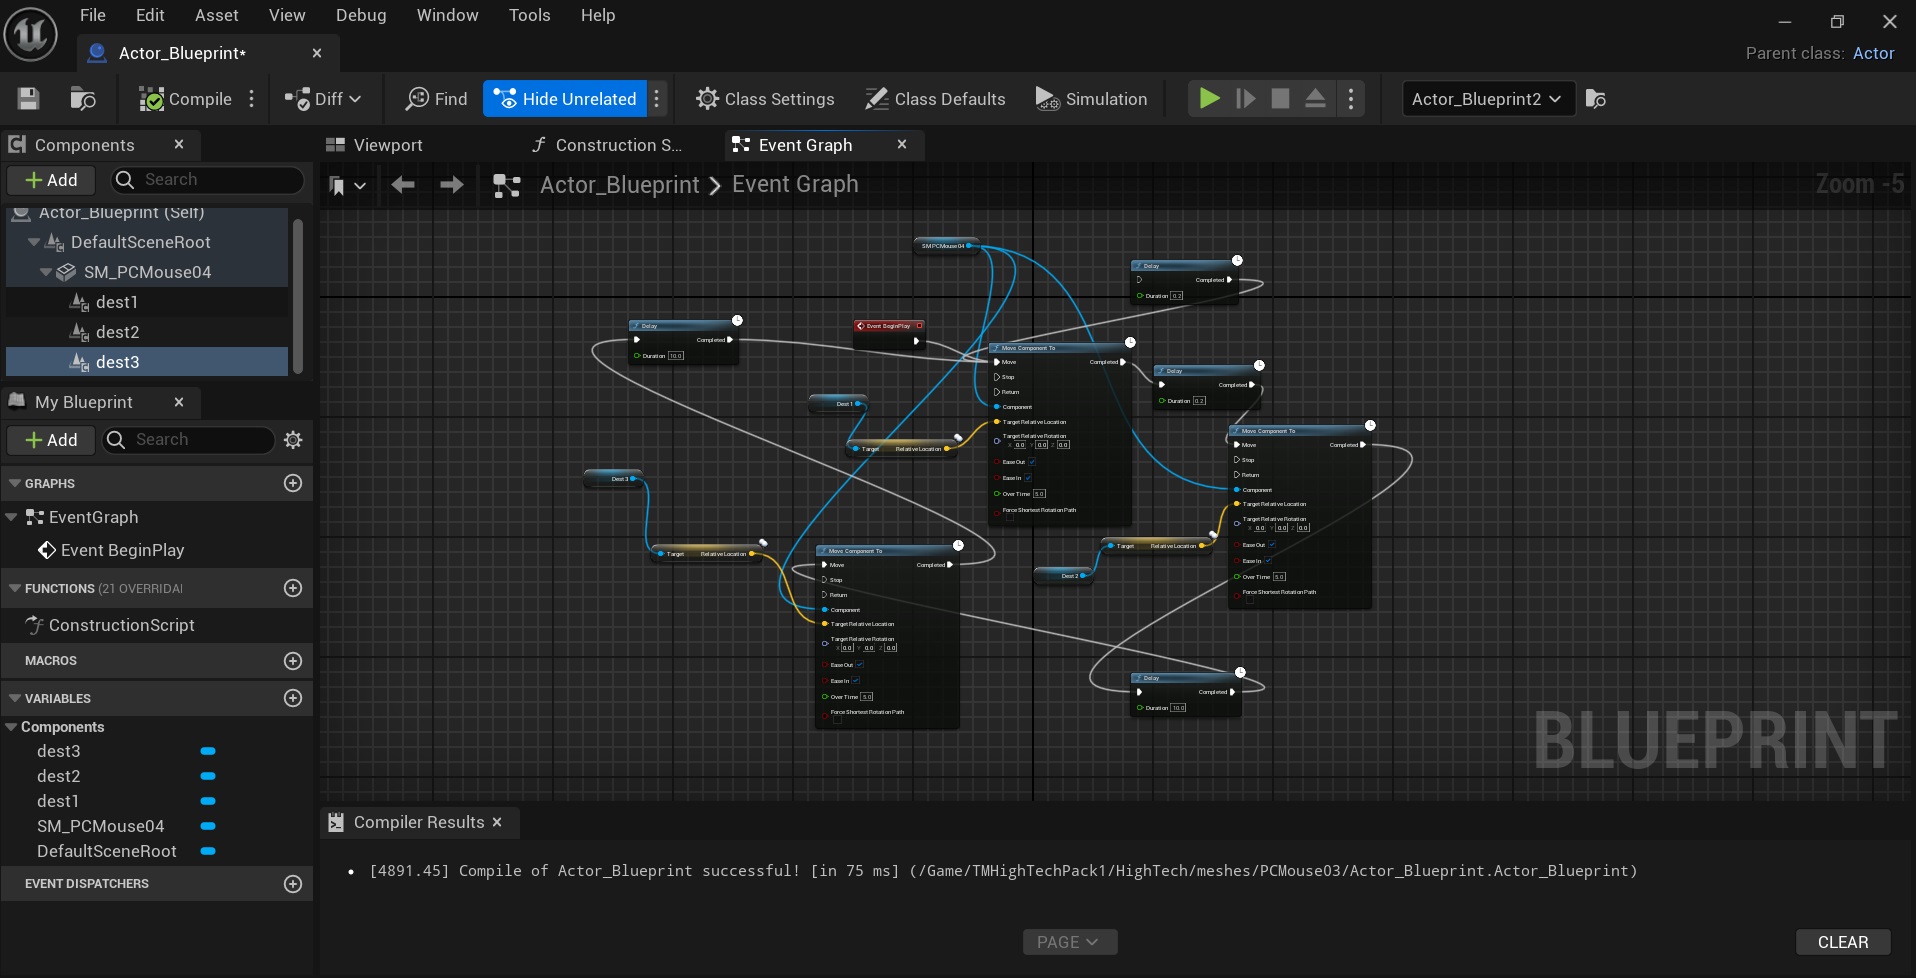 File Edit Asset View Debug Window Tools Help
Actor_Blueprint*
Parent class: Actor
Compile Diff Find Hide Unrelated Class Settings Class Defaults Simulation Actor_Blueprint2
Components
Viewport Construction S... Event Graph
Add Search
Actor_Blueprint > Event Graph
Zoom -5
Actor_Blueprint (Self)
DefaultSceneRoot
SM_PCMouse04
dest1
dest2
dest3
My Blueprint
Add Search
GRAPHS
EventGraph
Event BeginPlay
FUNCTIONS (21 OVERRIDAI
ConstructionScript
MACROS
VARIABLES
Components
dest3
dest2
dest1
SM_PCMouse04
DefaultSceneRoot
EVENT DISPATCHERS
SM PCMouse 04
Delay
Completed
Duration 0.2
Delay
Completed
Duration 10.0
Event BeginPlay
Move Component To
Move Completed
Stop
Return
Component
Target Relative Location
Target Relative Rotation
X 0.0 Y 0.0 Z 0.0
Ease Out
Ease In
Over Time 5.0
Force Shortest Rotation Path
Delay
Completed
Duration 0.2
Dest 1
Target Relative Location
Move Component To
Move Completed
Stop
Return
Component
Target Relative Location
Target Relative Rotation
X 0.0 Y 0.0 Z 0.0
Ease Out
Ease In
Over Time 5.0
Force Shortest Rotation Path
Dest 3
Target Relative Location
Target Relative Location
Dest 2
Move Component To
Move Completed
Stop
Return
Component
Target Relative Location
Target Relative Rotation
X 0.0 Y 0.0 Z 0.0
Ease Out
Ease In
Over Time 5.0
Force Shortest Rotation Path
Delay
Completed
Duration 10.0
BLUEPRINT
Compiler Results
• [4891.45] Compile of Actor_Blueprint successful! [in 75 ms] (/Game/TMHighTechPack1/HighTech/meshes/PCMouse03/Actor_Blueprint.Actor_Blueprint)
PAGE
CLEAR